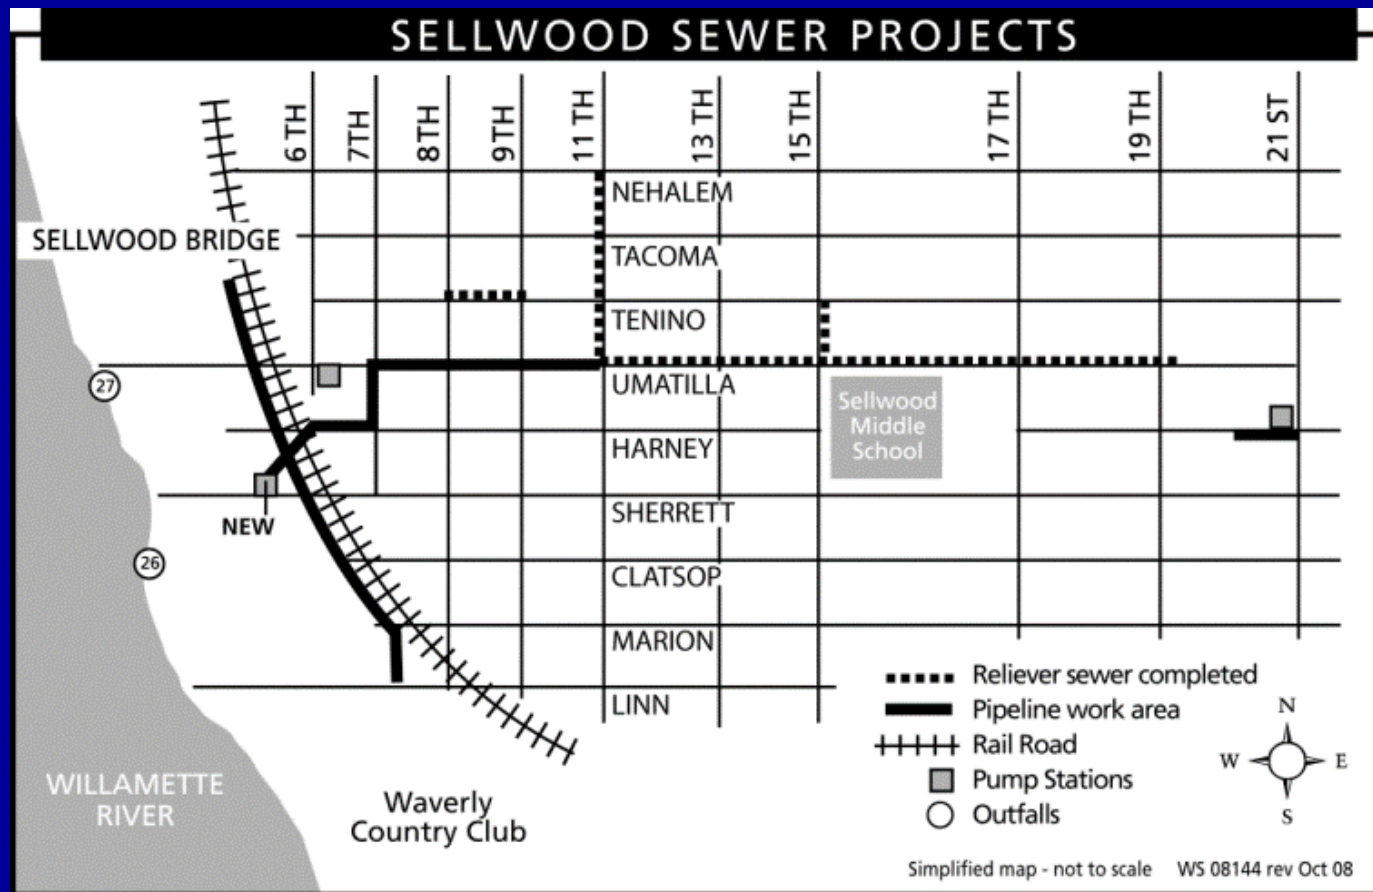 SELLWOOD SEWER PROJECTS
6 TH
7TH
8TH
9TH
11 TH
13 TH
15 TH
17 TH
19 TH
21 ST
NEHALEM
SELLWOOD BRIDGE
TACOMA
TENINO
27
UMATILLA
Sellwood
Middle
School
HARNEY
NEW
SHERRETT
26
CLATSOP
MARION
LINN
Reliever sewer completed
Pipeline work area
Rail Road
Pump Stations
Outfalls
N
W
E
S
WILLAMETTE
RIVER
Waverly
Country Club
Simplified map - not to scale WS 08144 rev Oct 08